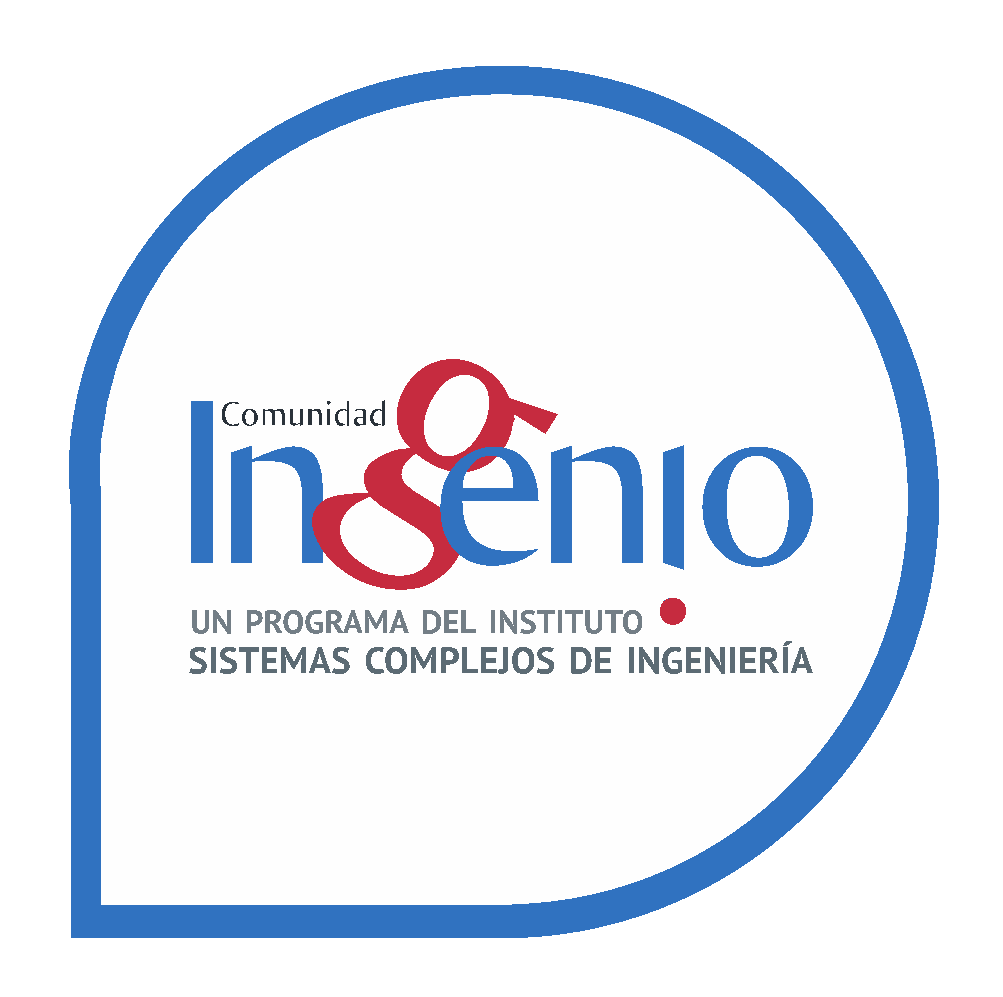 Comunidad
Ingenio
UN PROGRAMA DEL INSTITUTO
SISTEMAS COMPLEJOS DE INGENIERÍA